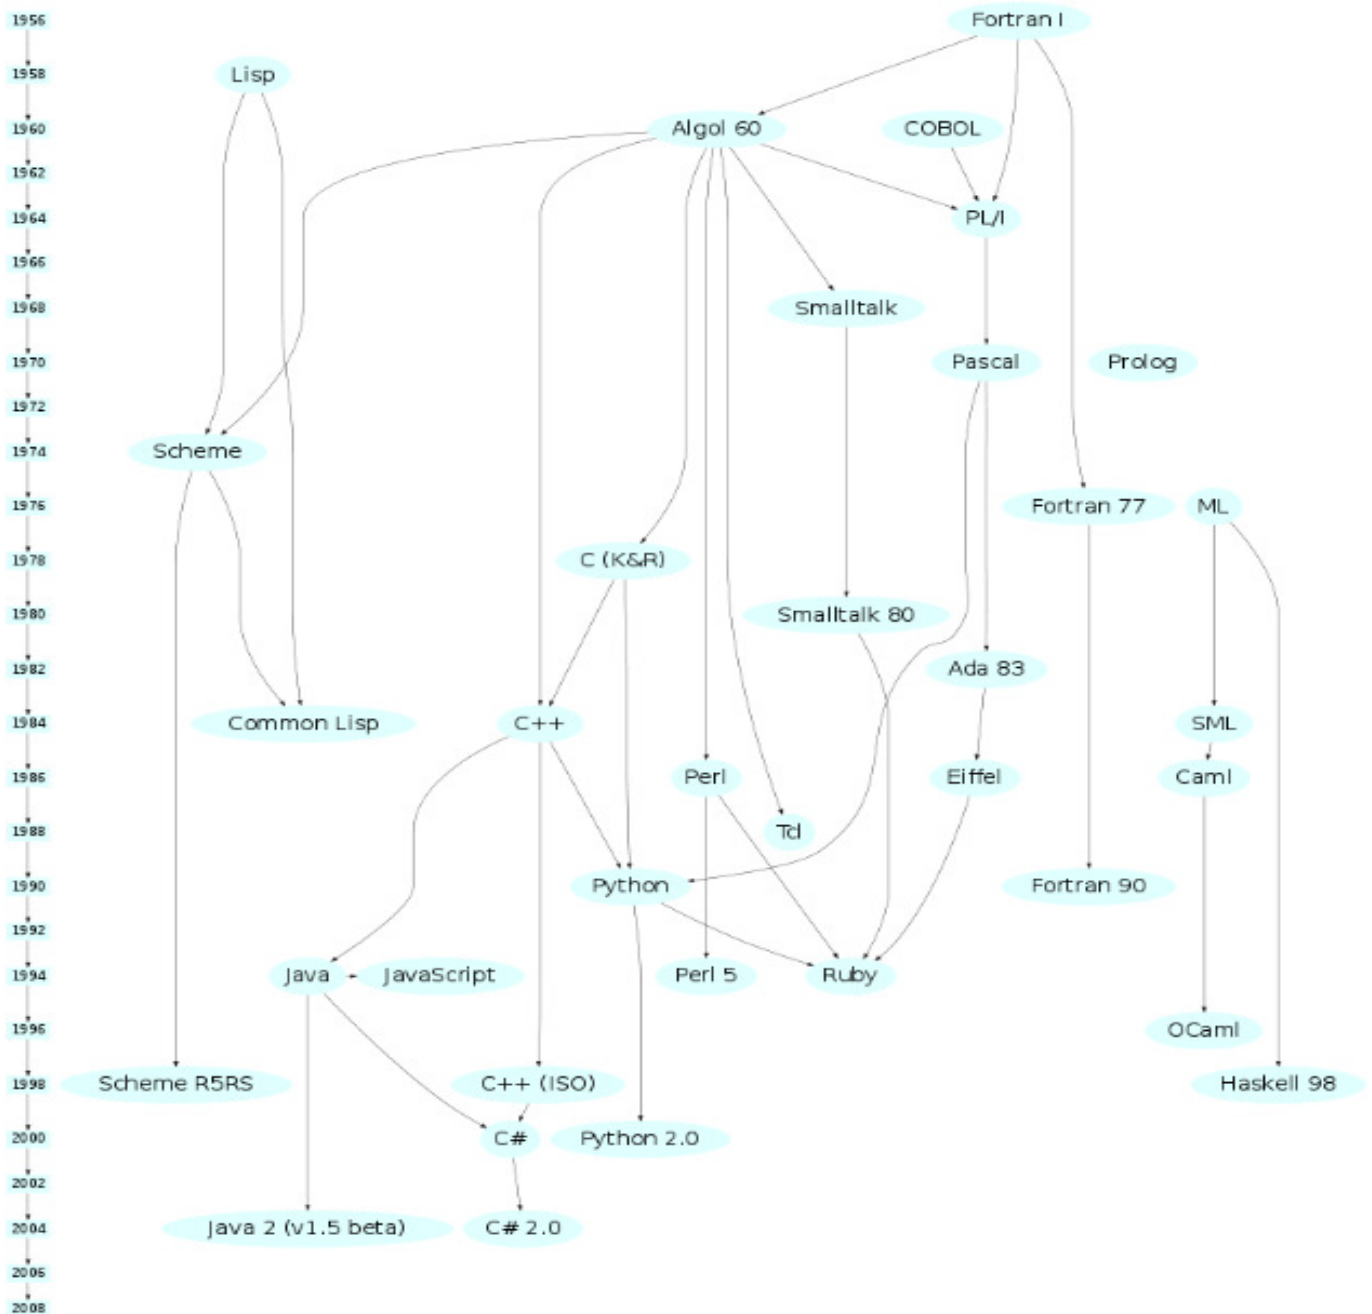 1956
Fortran I
1958
Lisp
1960
Algol 60
COBOL
1962
1964
PL/I
1966
1968
Smalltalk
1970
Pascal
Prolog
1972
1974
Scheme
1976
Fortran 77
ML
1978
C (K&R)
1980
Smalltalk 80
1982
Ada 83
1984
Common Lisp
C++
SML
1986
Perl
Eiffel
Caml
1988
Tcl
1990
Python
Fortran 90
1992
1994
Java
JavaScript
Perl 5
Ruby
1996
OCaml
1998
Scheme R5RS
C++ (ISO)
Haskell 98
2000
C#
Python 2.0
2002
2004
Java 2 (v1.5 beta)
C# 2.0
2006
2008